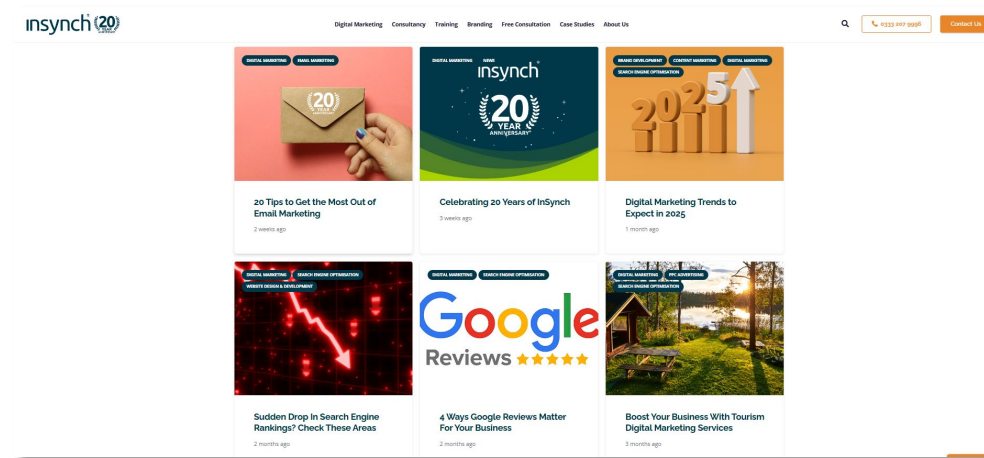 insynch 20 YEAR ANNIVERSARY
Digital Marketing Consultancy Training Branding Free Consultation Case Studies About Us
0333 207 9996
Contact Us
DIGITAL MARKETING EMAIL MARKETING
20
YEAR
ANNIVERSARY
20 Tips to Get the Most Out of
Email Marketing
2 weeks ago
DIGITAL MARKETING NEWS
insynch
20
YEAR
ANNIVERSARY
Celebrating 20 Years of InSynch
3 weeks ago
BRAND DEVELOPMENT CONTENT MARKETING DIGITAL MARKETING
SEARCH ENGINE OPTIMISATION
2025
Digital Marketing Trends to
Expect in 2025
1 month ago
DIGITAL MARKETING SEARCH ENGINE OPTIMISATION
WEBSITE DESIGN & DEVELOPMENT
Sudden Drop In Search Engine
Rankings? Check These Areas
2 months ago
DIGITAL MARKETING SEARCH ENGINE OPTIMISATION
Google
Reviews
4 Ways Google Reviews Matter
For Your Business
2 months ago
DIGITAL MARKETING PPC ADVERTISING
SEARCH ENGINE OPTIMISATION
Boost Your Business With Tourism
Digital Marketing Services
3 months ago